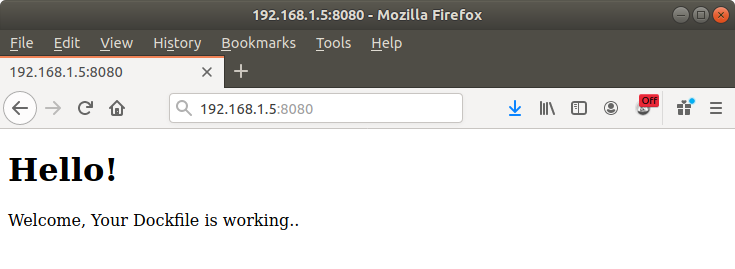 192.168.1.5:8080 - Mozilla Firefox
File Edit View History Bookmarks Tools Help
192.168.1.5:8080
192.168.1.5:8080
Off
Hello!
Welcome, Your Dockfile is working..